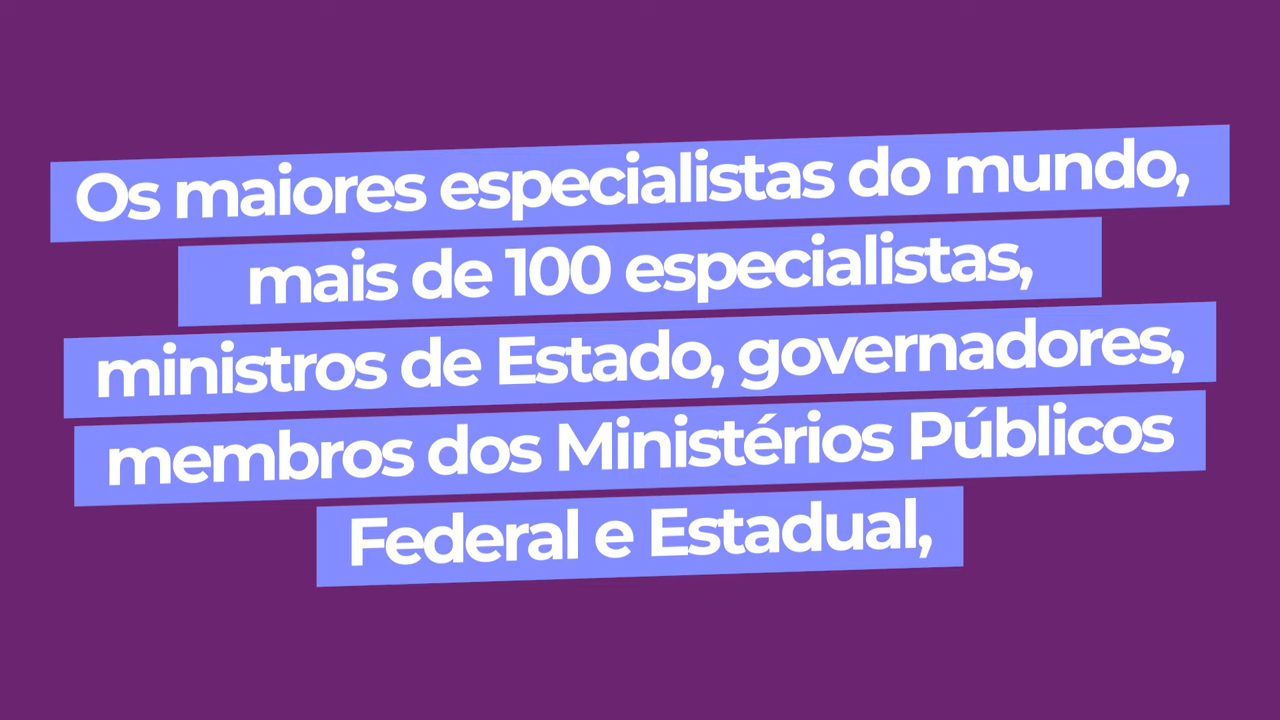 Os maiores especialistas do mundo,
mais de 100 especialistas,
ministros de Estado, governadores,
membros dos Ministérios Públicos
Federal e Estadual,